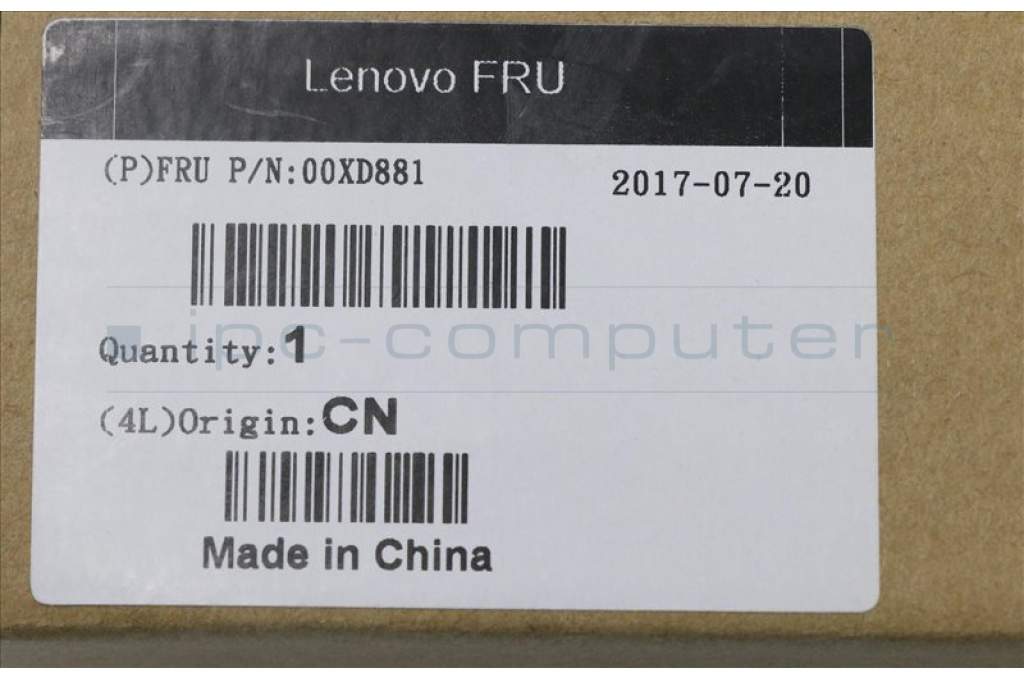 Lenovo FRU
(P)FRU P/N:00XD881
2017-07-20
ipc-computer
Quantity:1
(4L)Origin:CN
Made in China